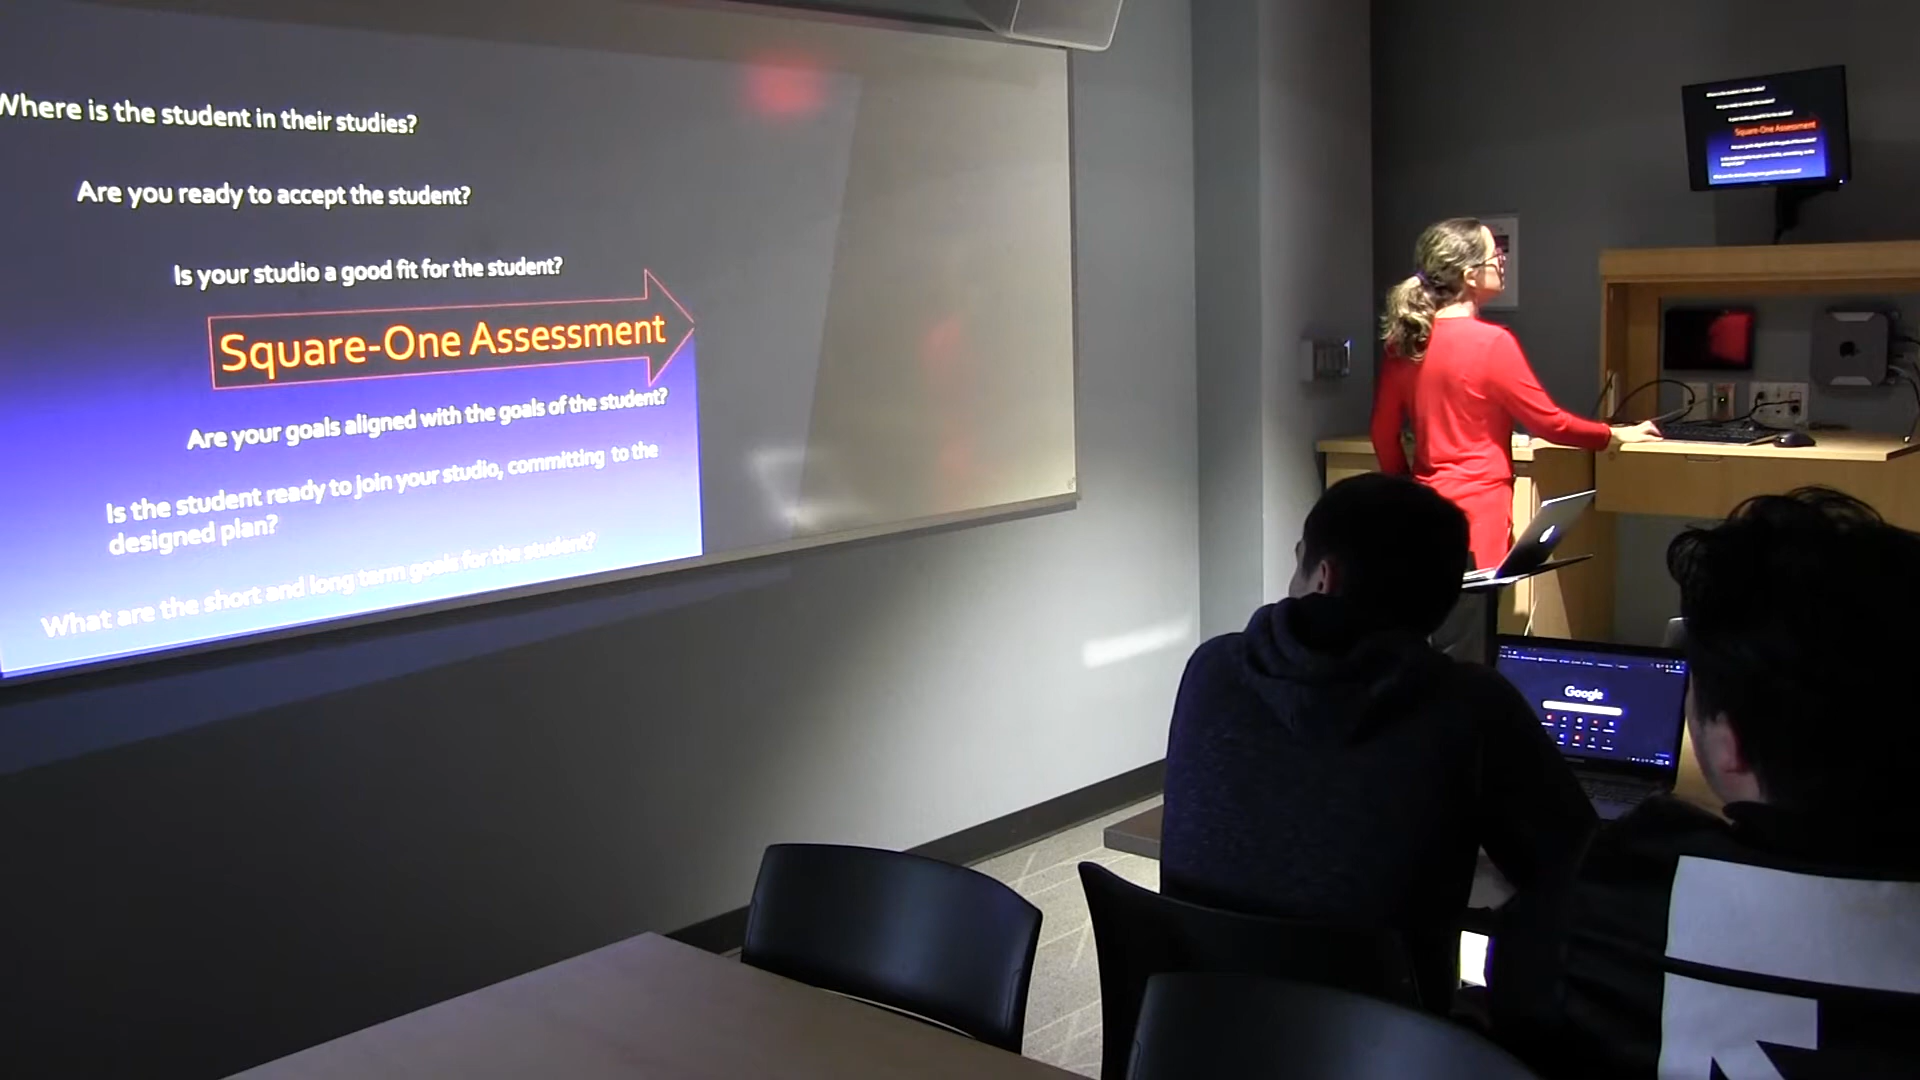 Where is the student in their studies?
Are you ready to accept the student?
Is your studio a good fit for the student?
Square-One Assessment
Are your goals aligned with the goals of the student?
Is the student ready to join your studio, committing to the
designed plan?
What are the short and long term goals for the student?
Square-One Assessment
Google